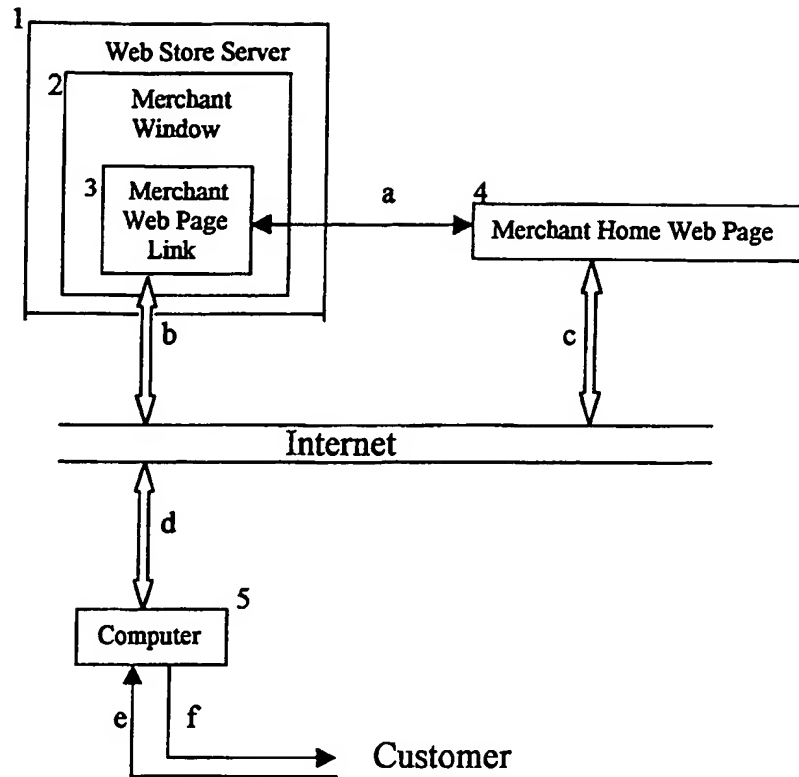 1
Web Store Server
2
Merchant
Window
3
Merchant
Web Page
Link
a
4
Merchant Home Web Page
b
c
Internet
d
5
Computer
e
f
Customer